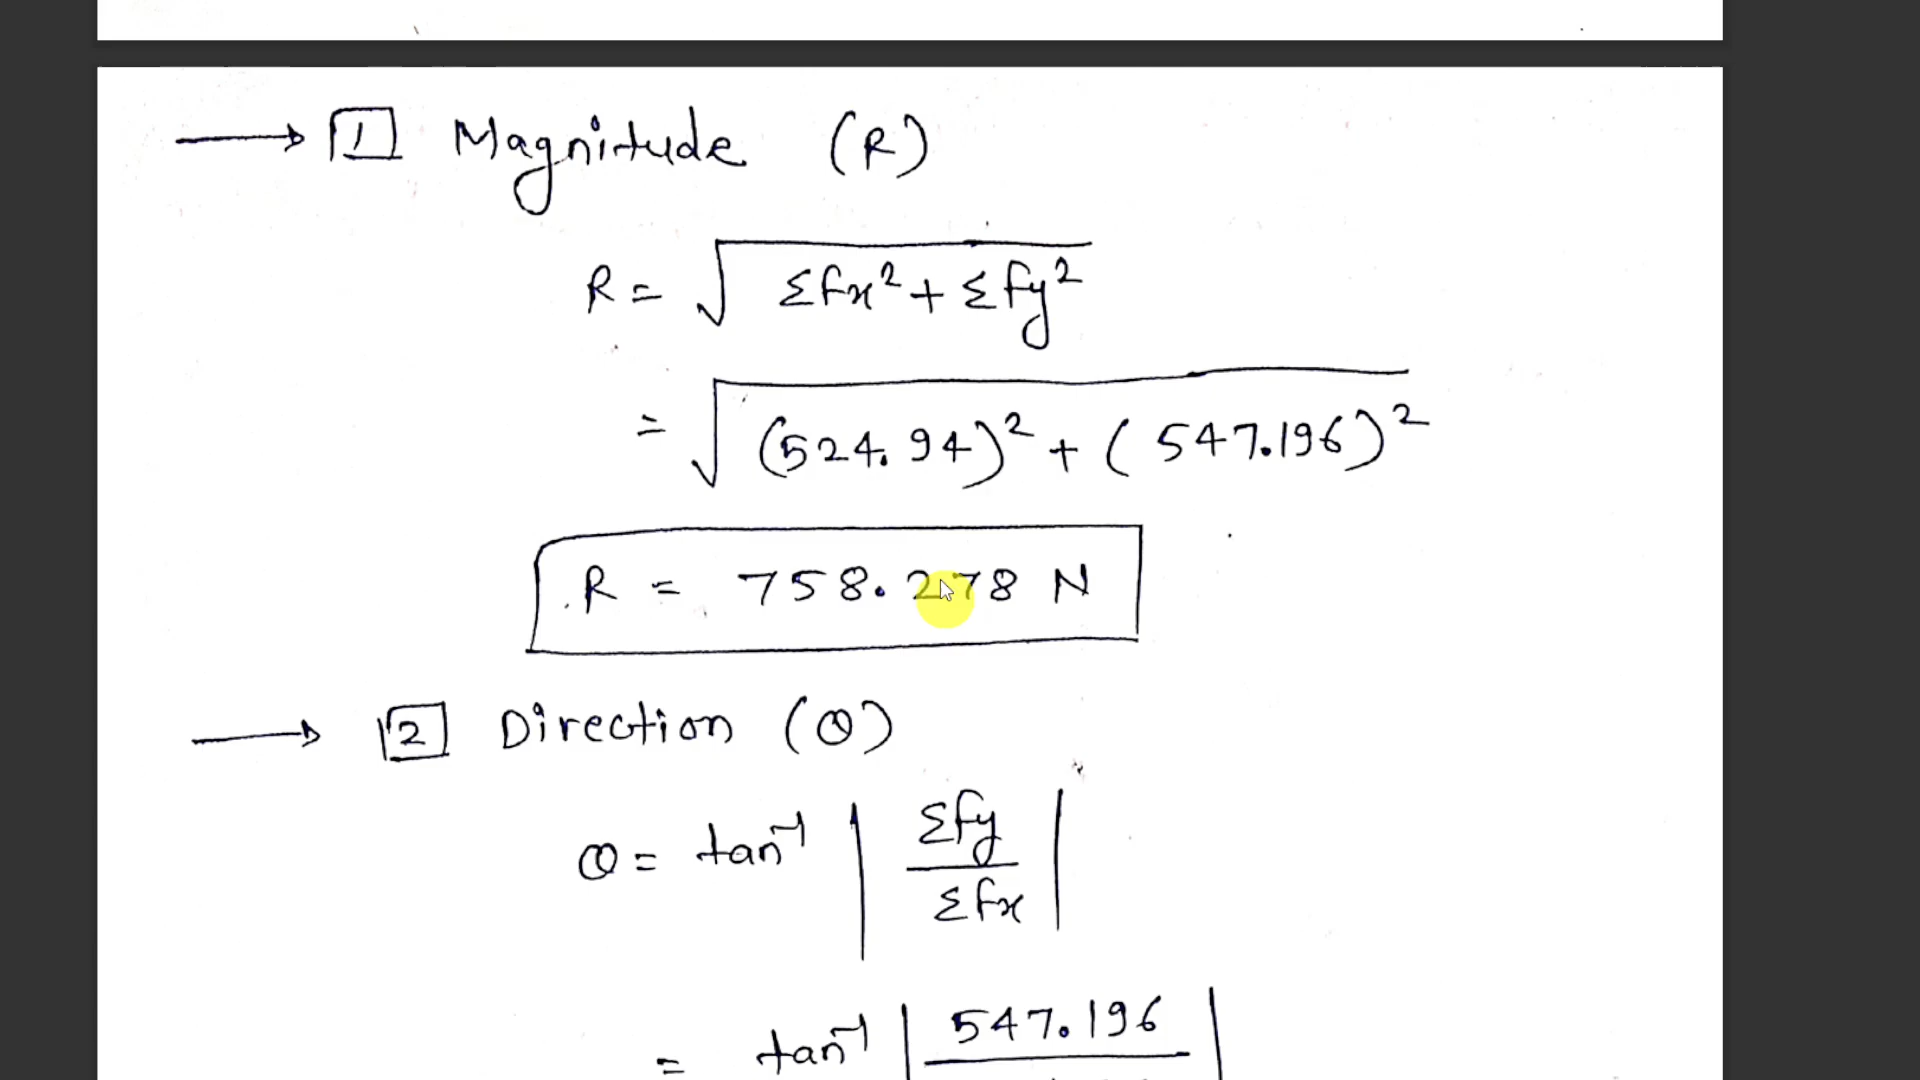 → 1 Magnitude (R)
R = √ Σfx² + Σfy²
= √ (524.94)² + (547.196)²
R = 758.278 N
→ 2 Direction (θ)
θ = tan⁻¹ | Σfy / Σfx |
= tan⁻¹ | 547.196